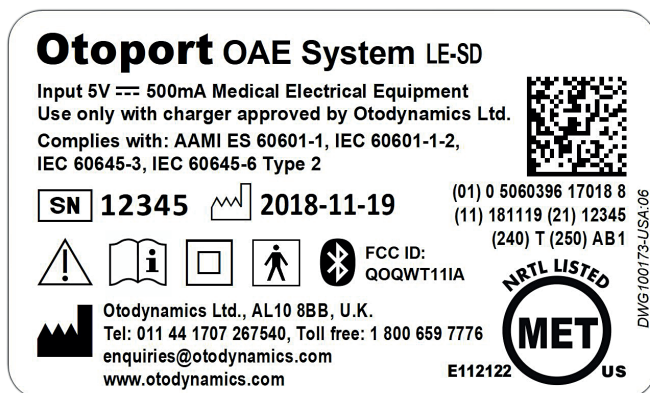 Otoport OAE System LE-SD
Input 5V ⎓ 500mA Medical Electrical Equipment
Use only with charger approved by Otodynamics Ltd.
Complies with: AAMI ES 60601-1, IEC 60601-1-2,
IEC 60645-3, IEC 60645-6 Type 2
SN 12345 2018-11-19
(01) 0 5060396 17018 8
(11) 181119 (21) 12345
(240) T (250) AB1
FCC ID:
QOQWT11IA
Otodynamics Ltd., AL10 8BB, U.K.
Tel: 011 44 1707 267540, Toll free: 1 800 659 7776
enquiries@otodynamics.com
www.otodynamics.com
NRTL LISTED
MET
E112122 US
DWG100173-USA:06